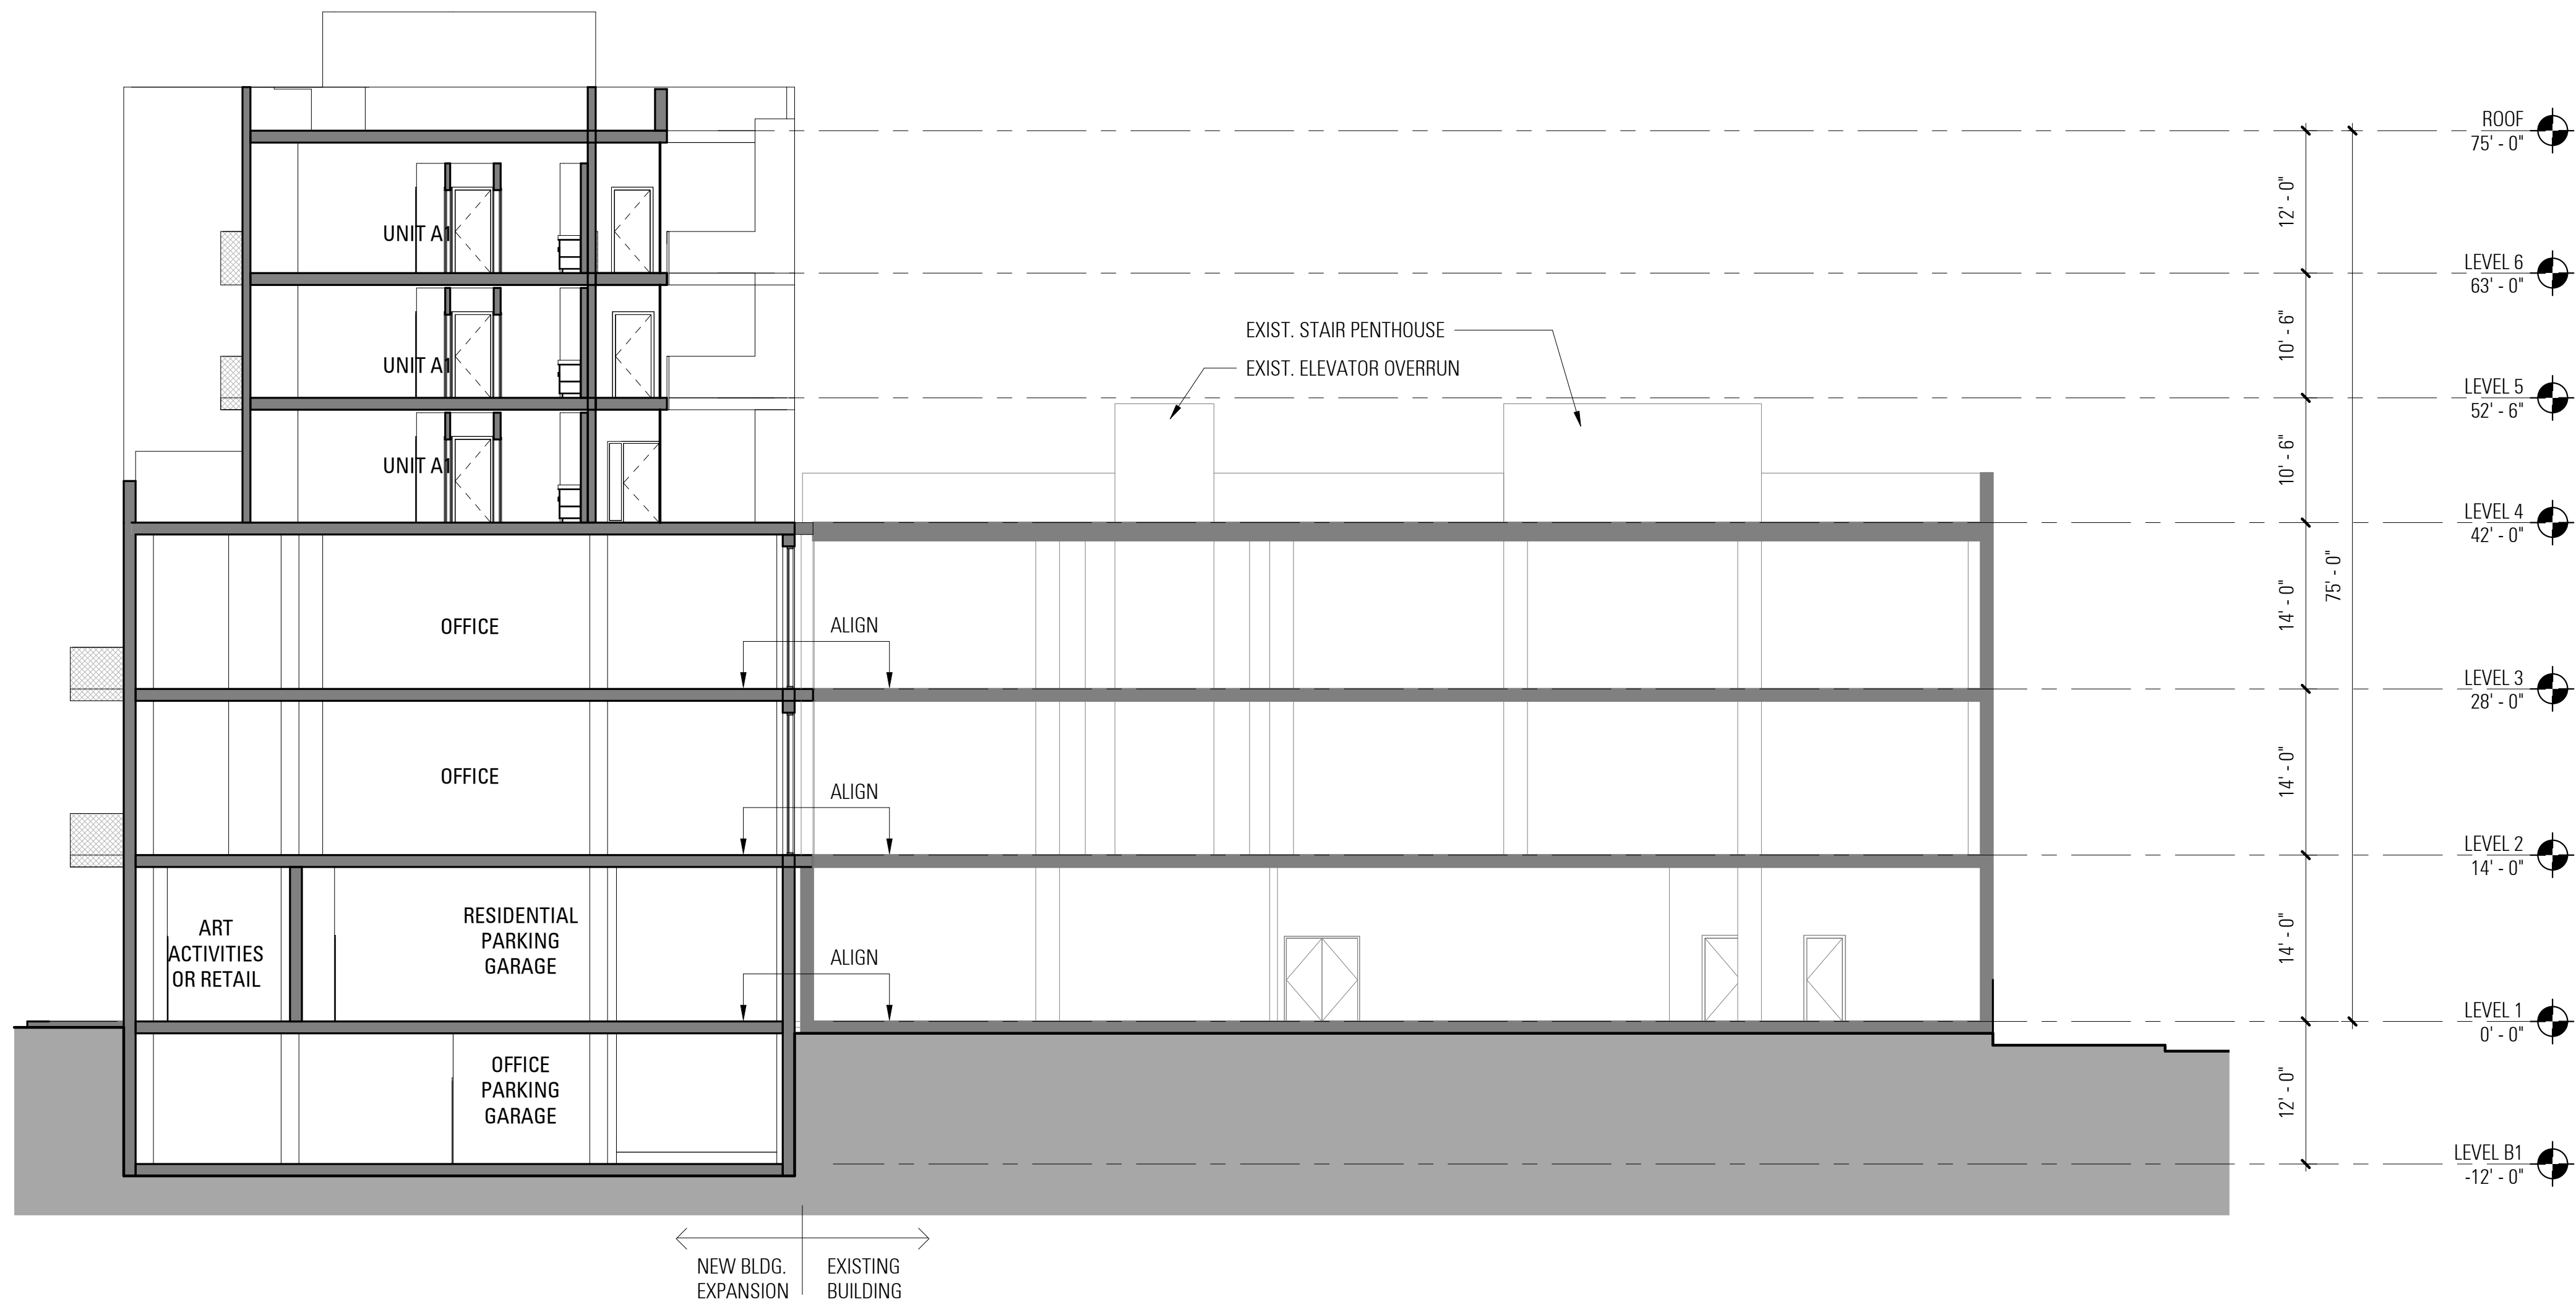 ROOF
75' - 0"
12' - 0"
UNIT A1
LEVEL 6
63' - 0"
10' - 6"
EXIST. STAIR PENTHOUSE
EXIST. ELEVATOR OVERRUN
UNIT A1
LEVEL 5
52' - 6"
10' - 6"
UNIT A1
LEVEL 4
42' - 0"
75' - 0"
14' - 0"
OFFICE
ALIGN
LEVEL 3
28' - 0"
14' - 0"
OFFICE
ALIGN
LEVEL 2
14' - 0"
14' - 0"
ART
ACTIVITIES
OR RETAIL
RESIDENTIAL
PARKING
GARAGE
ALIGN
LEVEL 1
0' - 0"
12' - 0"
OFFICE
PARKING
GARAGE
LEVEL B1
-12' - 0"
NEW BLDG.
EXPANSION
EXISTING
BUILDING